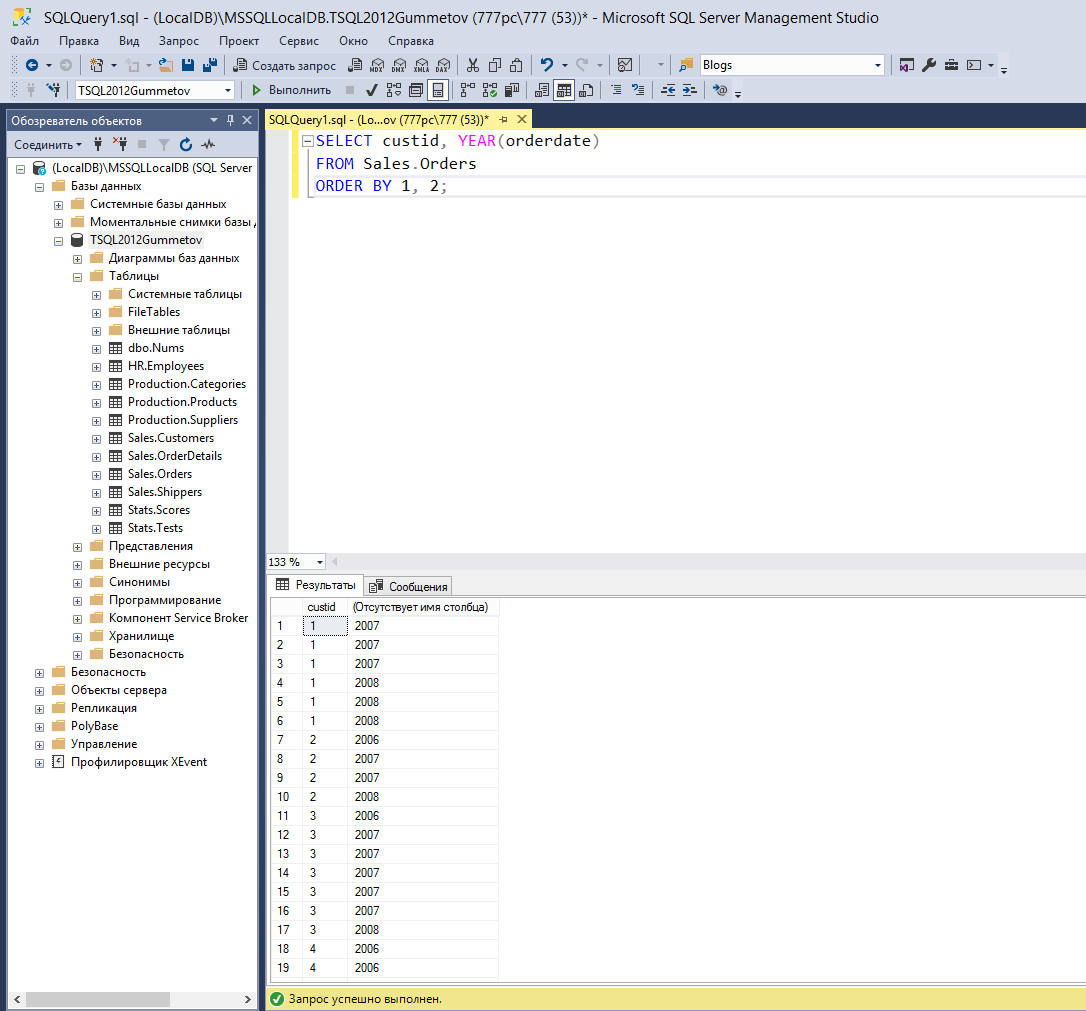 SQLQuery1.sql - (LocalDB)\MSSQLLocalDB.TSQL2012Gummetov (777pc\777 (53))* - Microsoft SQL Server Management Studio
Файл Правка Вид Запрос Проект Сервис Окно Справка
Создать запрос MDX DMX XMLA DAX Blogs
TSQL2012Gummetov Выполнить
Обозреватель объектов
Соединить
(LocalDB)\MSSQLLocalDB (SQL Server
Базы данных
Системные базы данных
Моментальные снимки базы
TSQL2012Gummetov
Диаграммы баз данных
Таблицы
Системные таблицы
FileTables
Внешние таблицы
dbo.Nums
HR.Employees
Production.Categories
Production.Products
Production.Suppliers
Sales.Customers
Sales.OrderDetails
Sales.Orders
Sales.Shippers
Stats.Scores
Stats.Tests
Представления
Внешние ресурсы
Синонимы
Программирование
Компонент Service Broker
Хранилище
Безопасность
Безопасность
Объекты сервера
Репликация
PolyBase
Управление
Профилировщик XEvent
SQLQuery1.sql - (Lo...ov (777pc\777 (53))*
SELECT custid, YEAR(orderdate)
FROM Sales.Orders
ORDER BY 1, 2;
133 %
Результаты Сообщения
custid (Отсутствует имя столбца)
1 1 2007
2 1 2007
3 1 2007
4 1 2008
5 1 2008
6 1 2008
7 2 2006
8 2 2007
9 2 2007
10 2 2008
11 3 2006
12 3 2007
13 3 2007
14 3 2007
15 3 2007
16 3 2007
17 3 2008
18 4 2006
19 4 2006
Запрос успешно выполнен.